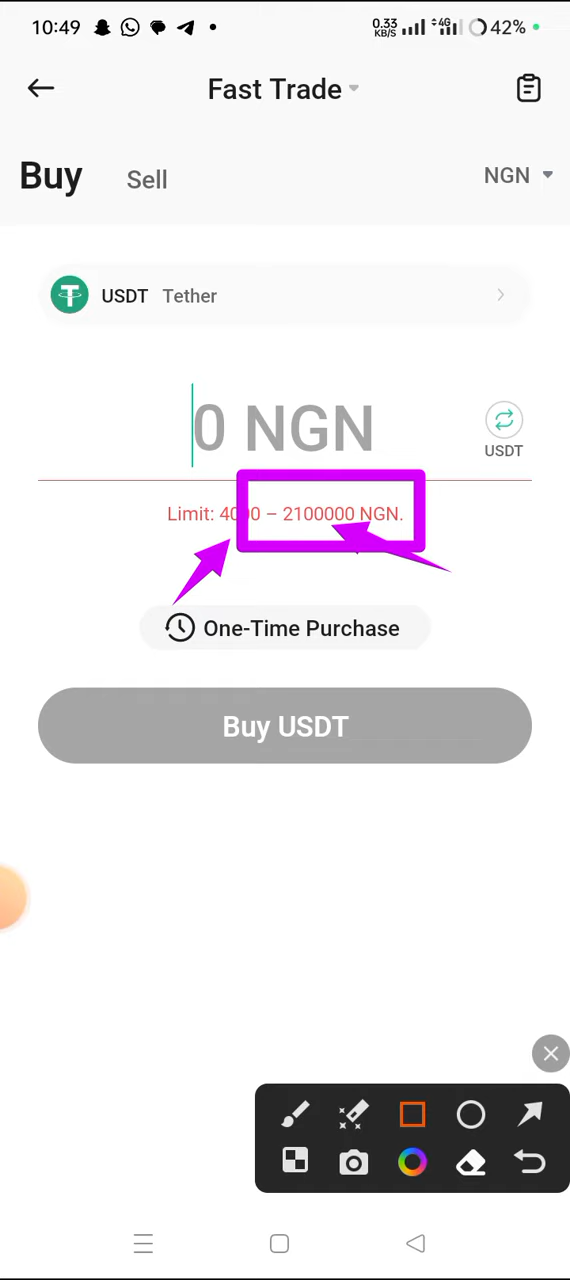 10:49
0.33 KB/S 4G 42%
Fast Trade
Buy Sell NGN
USDT Tether
0 NGN
USDT
Limit: 4000 – 2100000 NGN.
One-Time Purchase
Buy USDT